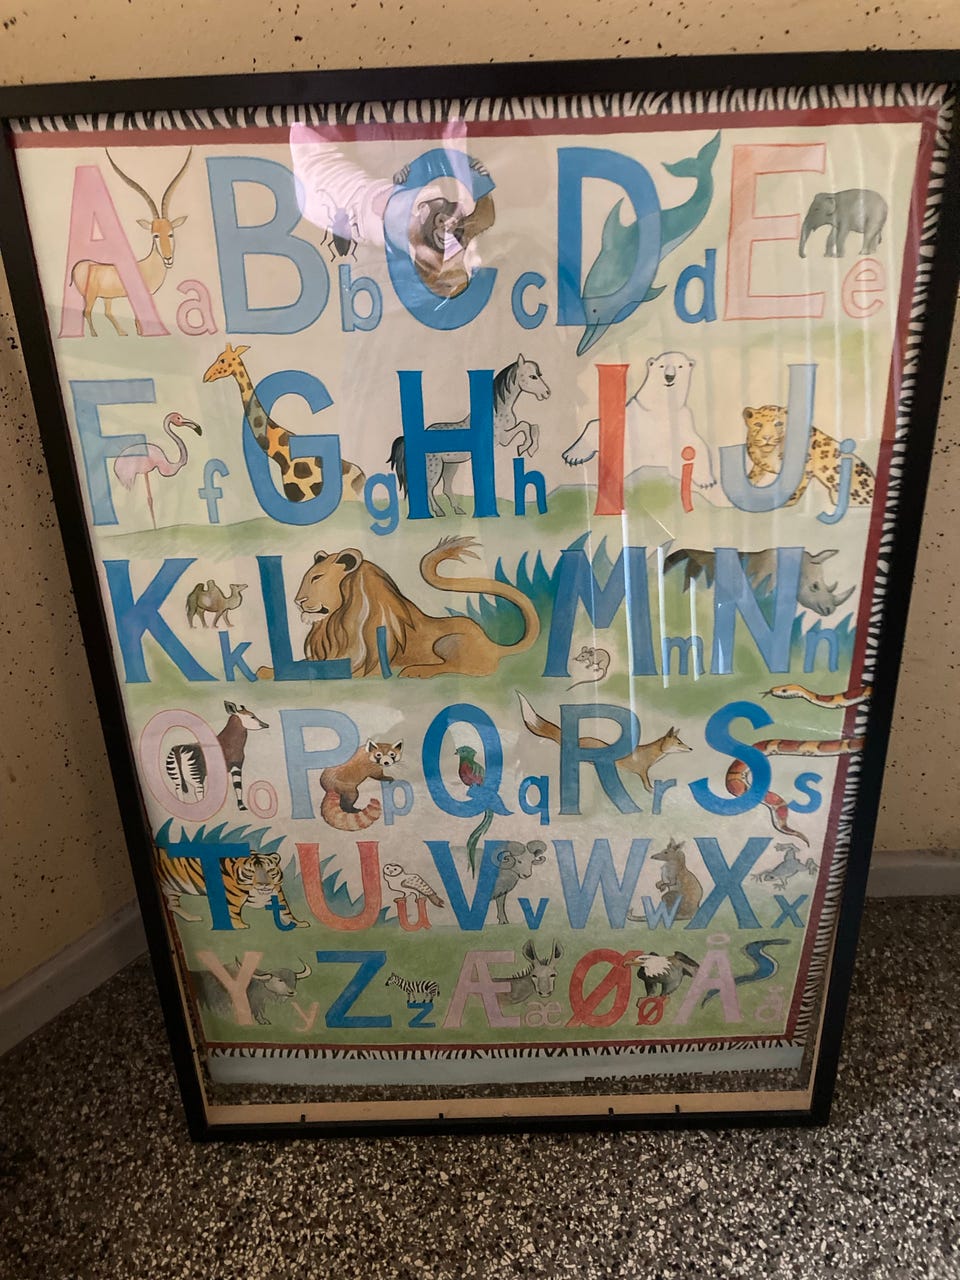 A a B b C c D d E e
F f G g H h I i J j
K k L l M m N n
O o P p Q q R r S s
T t U u V v W w X x
Y y Z z Æ æ Ø ø Å å